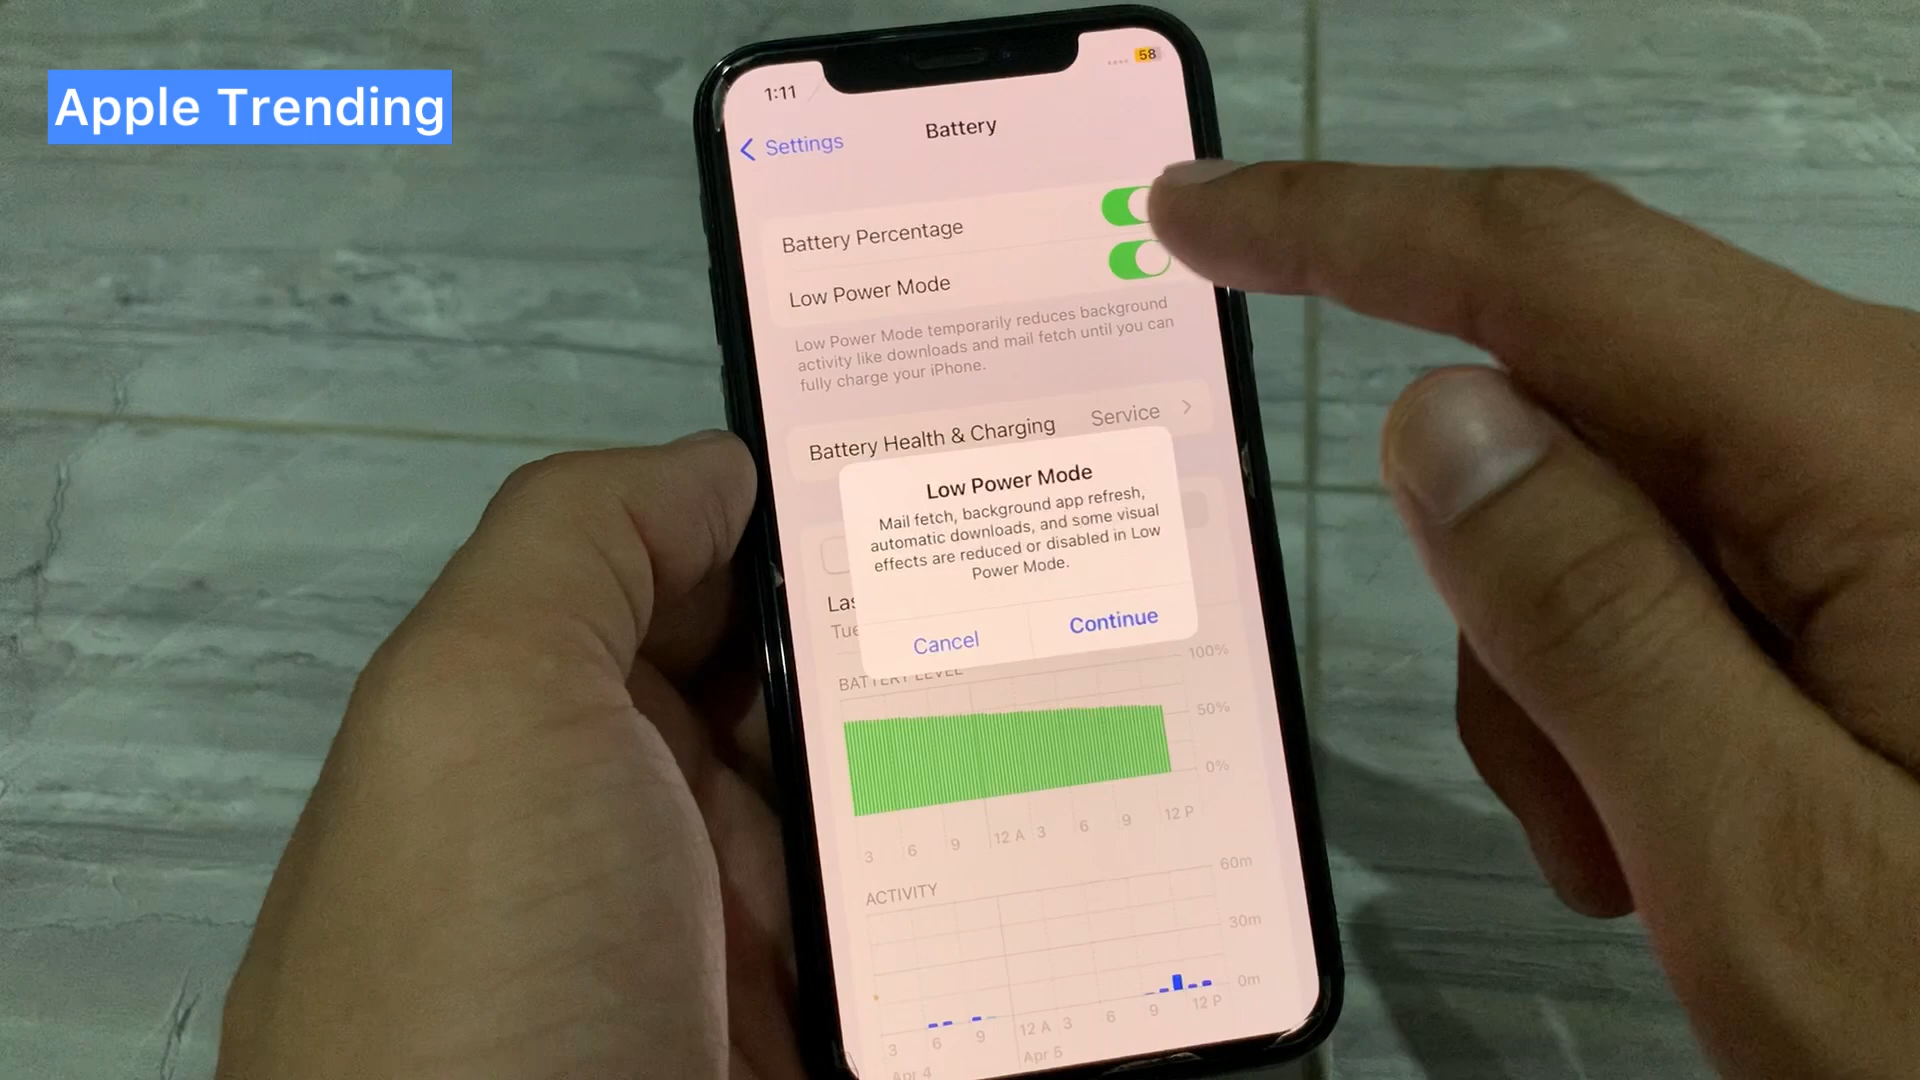 Apple Trending
1:11
58
Settings
Battery
Battery Percentage
Low Power Mode
Low Power Mode temporarily reduces background
activity like downloads and mail fetch until you can
fully charge your iPhone.
Battery Health & Charging
Service
Low Power Mode
Mail fetch, background app refresh,
automatic downloads, and some visual
effects are reduced or disabled in Low
Power Mode.
Cancel
Continue
Las
Tue
BATTERY LEVEL
100%
50%
0%
3 6 9 12 A 3 6 9 12 P
ACTIVITY
60m
30m
0m
3 6 9 12 A 3 6 9 12 P
Apr 4 Apr 5